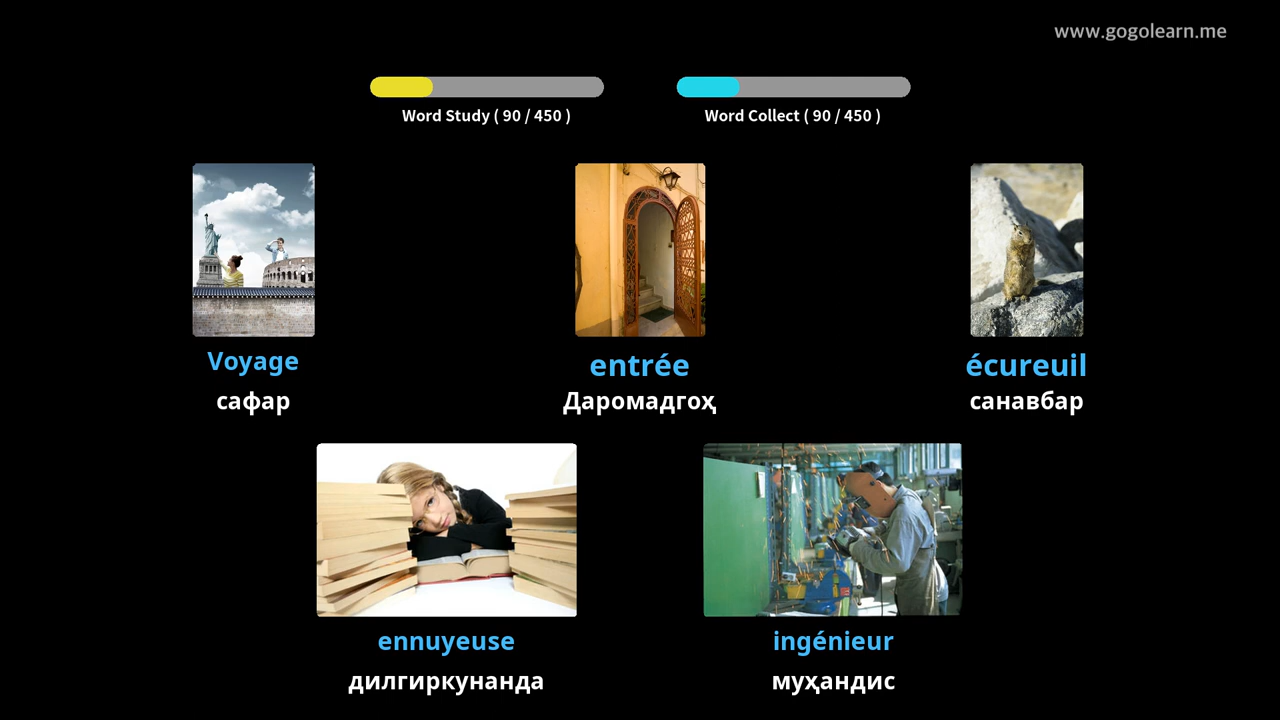 www.gogolearn.me
Word Study ( 90 / 450 )
Word Collect ( 90 / 450 )
Voyage
сафар
entrée
Даромадгоҳ
écureuil
санавбар
ennuyeuse
дилгиркунанда
ingénieur
муҳандис